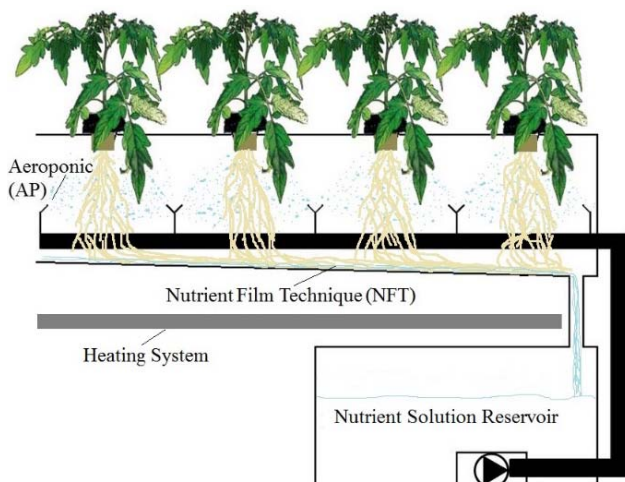 Aeroponic
(AP)
Nutrient Film Technique (NFT)
Heating System
Nutrient Solution Reservoir